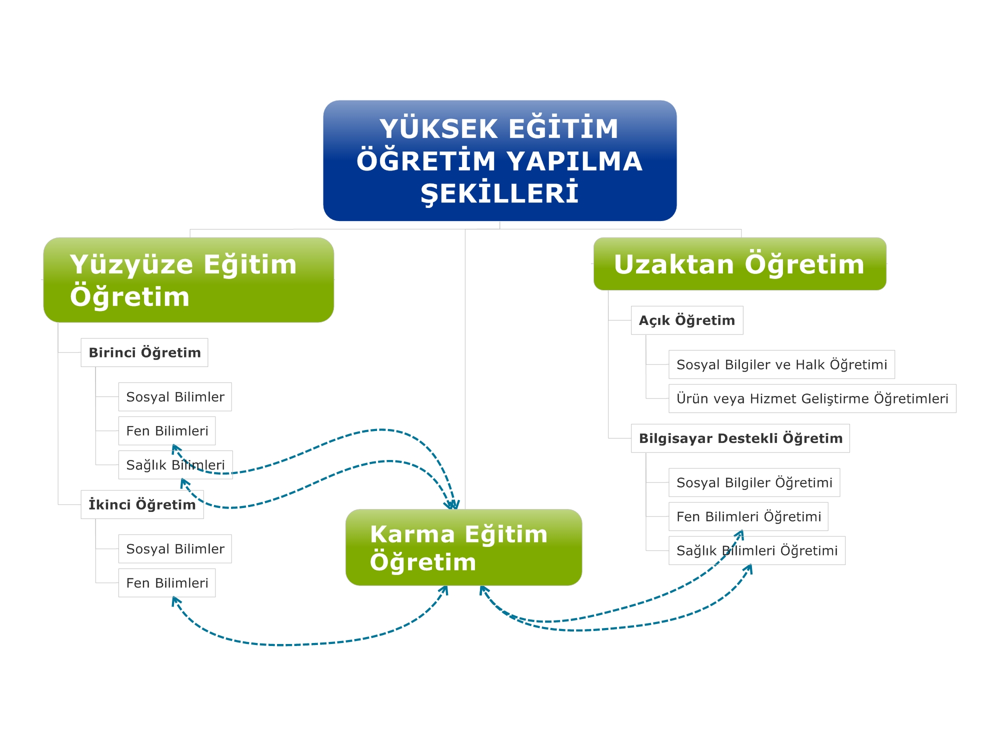 YÜKSEK EĞİTİM
ÖĞRETİM YAPILMA
ŞEKİLLERİ
Yüzyüze Eğitim
Öğretim
Birinci Öğretim
Sosyal Bilimler
Fen Bilimleri
Sağlık Bilimleri
İkinci Öğretim
Sosyal Bilimler
Fen Bilimleri
Karma Eğitim
Öğretim
Uzaktan Öğretim
Açık Öğretim
Sosyal Bilgiler ve Halk Öğretimi
Ürün veya Hizmet Geliştirme Öğretimleri
Bilgisayar Destekli Öğretim
Sosyal Bilgiler Öğretimi
Fen Bilimleri Öğretimi
Sağlık Bilimleri Öğretimi